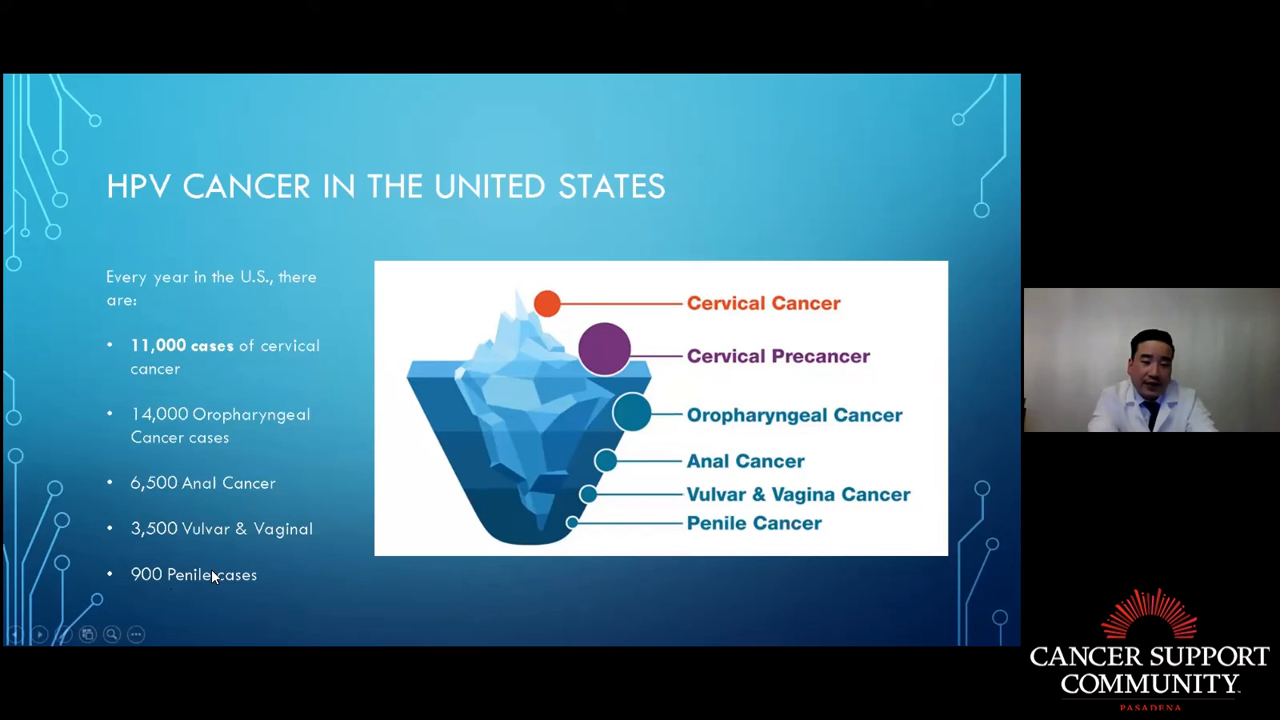 HPV CANCER IN THE UNITED STATES
Every year in the U.S., there
are:
• 11,000 cases of cervical
cancer
• 14,000 Oropharyngeal
Cancer cases
• 6,500 Anal Cancer
• 3,500 Vulvar & Vaginal
• 900 Penile cases
Cervical Cancer
Cervical Precancer
Oropharyngeal Cancer
Anal Cancer
Vulvar & Vagina Cancer
Penile Cancer
CANCER SUPPORT
COMMUNITY
PASADENA